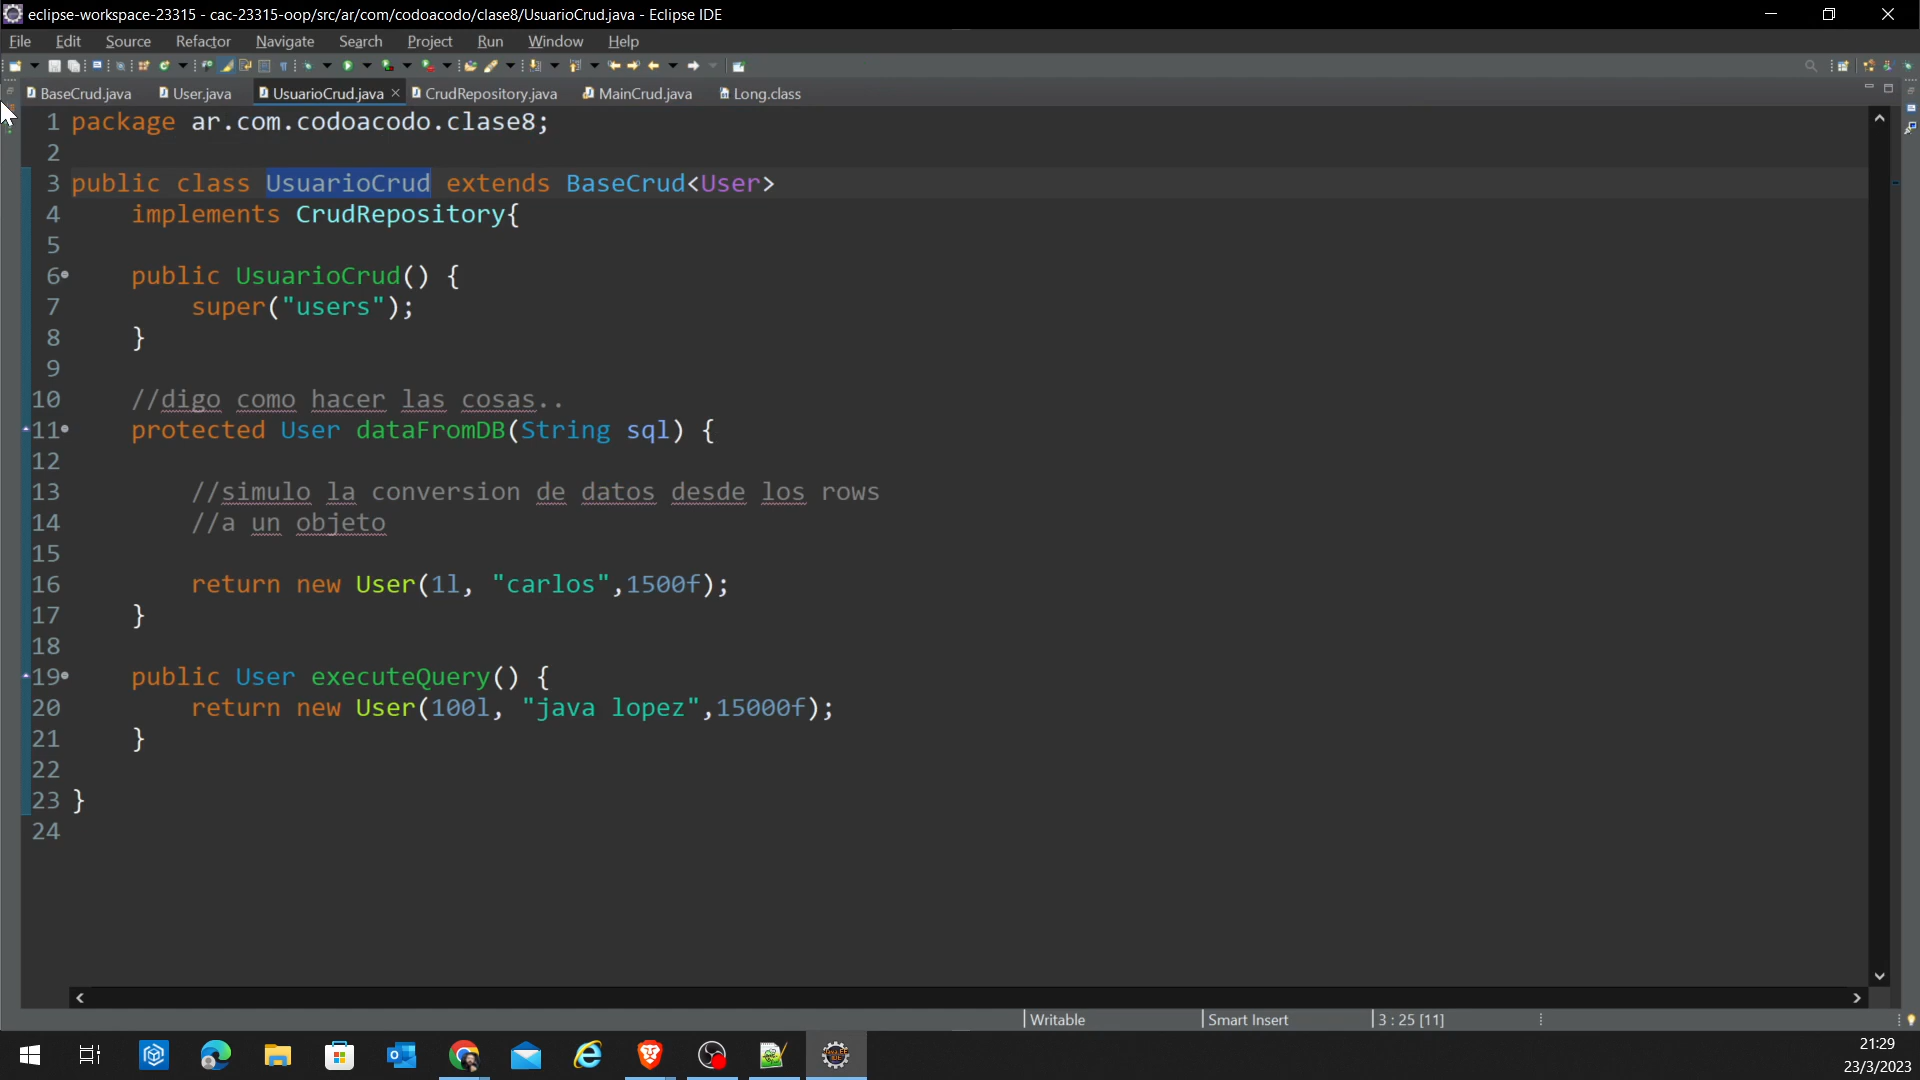 eclipse-workspace-23315 - cac-23315-oop/src/ar/com/codoacodo/clase8/UsuarioCrud.java - Eclipse IDE
File Edit Source Refactor Navigate Search Project Run Window Help
BaseCrud.java User.java UsuarioCrud.java CrudRepository.java MainCrud.java Long.class
1 package ar.com.codoacodo.clase8;
2
3 public class UsuarioCrud extends BaseCrud<User>
4 implements CrudRepository{
5
6 public UsuarioCrud() {
7 super("users");
8 }
9
10 //digo como hacer las cosas..
11 protected User dataFromDB(String sql) {
12
13 //simulo la conversion de datos desde los rows
14 //a un objeto
15
16 return new User(1l, "carlos",1500f);
17 }
18
19 public User executeQuery() {
20 return new User(100l, "java lopez",15000f);
21 }
22
23 }
24
Writable Smart Insert 3 : 25 [11]
21:29
23/3/2023